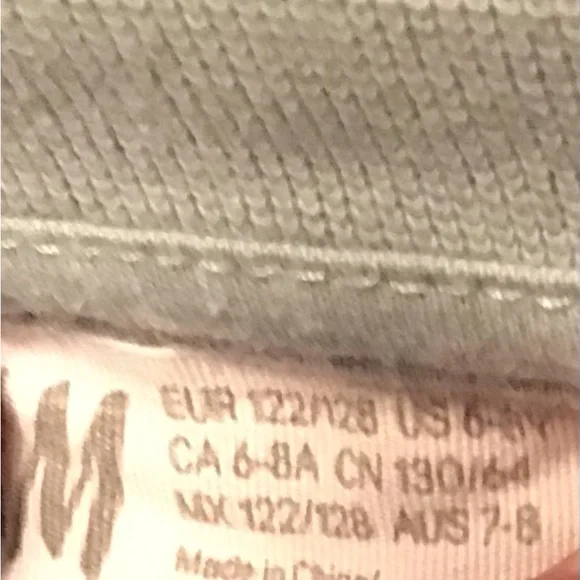 EUR 122/128 US 6-8Y
CA 6-8A CN 130/64
MX 122/128 AUS 7-8
Made in China/